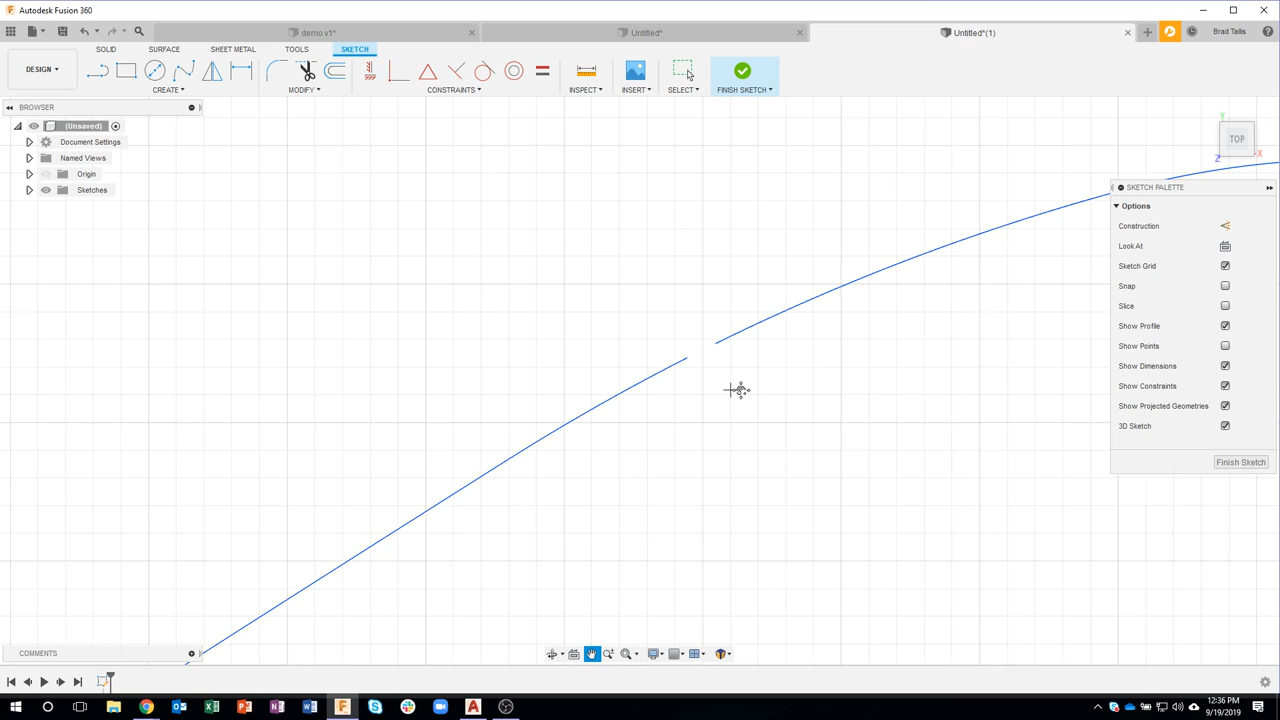 Autodesk Fusion 360
demo v1*
Untitled*
Untitled*(1)
Brad Tallis
SOLID SURFACE SHEET METAL TOOLS SKETCH
DESIGN
CREATE MODIFY CONSTRAINTS INSPECT INSERT SELECT FINISH SKETCH
BROWSER
(Unsaved)
Document Settings
Named Views
Origin
Sketches
Y
TOP
X
Z
SKETCH PALETTE
Options
Construction
Look At
Sketch Grid
Snap
Slice
Show Profile
Show Points
Show Dimensions
Show Constraints
Show Projected Geometries
3D Sketch
Finish Sketch
COMMENTS
12:36 PM
9/19/2019